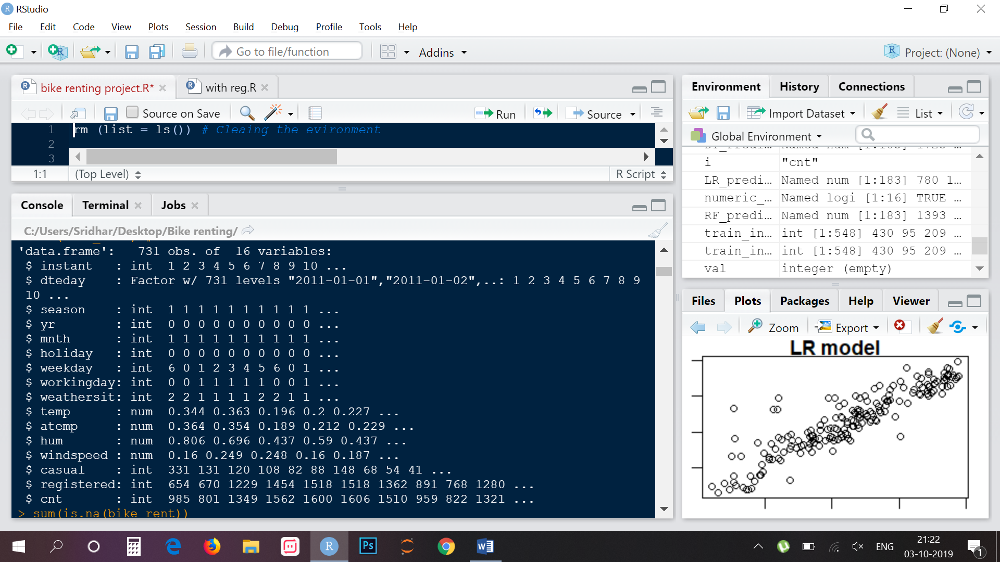 RStudio
File Edit Code View Plots Session Build Debug Profile Tools Help
Go to file/function Addins Project: (None)
bike renting project.R* with reg.R
Source on Save Run Source
1 rm (list = ls()) # Cleaing the evironment
2
3
1:1 (Top Level) R Script
Console Terminal Jobs
C:/Users/Sridhar/Desktop/Bike renting/
'data.frame': 731 obs. of 16 variables:
$ instant : int 1 2 3 4 5 6 7 8 9 10 ...
$ dteday : Factor w/ 731 levels "2011-01-01","2011-01-02",..: 1 2 3 4 5 6 7 8 9
10 ...
$ season : int 1 1 1 1 1 1 1 1 1 1 ...
$ yr : int 0 0 0 0 0 0 0 0 0 0 ...
$ mnth : int 1 1 1 1 1 1 1 1 1 1 ...
$ holiday : int 0 0 0 0 0 0 0 0 0 0 ...
$ weekday : int 6 0 1 2 3 4 5 6 0 1 ...
$ workingday: int 0 0 1 1 1 1 1 0 0 1 ...
$ weathersit: int 2 2 1 1 1 1 2 2 1 1 ...
$ temp : num 0.344 0.363 0.196 0.2 0.227 ...
$ atemp : num 0.364 0.354 0.189 0.212 0.229 ...
$ hum : num 0.806 0.696 0.437 0.59 0.437 ...
$ windspeed : num 0.16 0.249 0.248 0.16 0.187 ...
$ casual : int 331 131 120 108 82 88 148 68 54 41 ...
$ registered: int 654 670 1229 1454 1518 1518 1362 891 768 1280 ...
$ cnt : int 985 801 1349 1562 1600 1606 1510 959 822 1321 ...
> sum(is.na(bike_rent))
Environment History Connections
Import Dataset List
Global Environment
i "cnt"
LR_predi... Named num [1:183] 780 1...
numeric_... Named logi [1:16] TRUE ...
RF_predi... Named num [1:183] 1393 ...
train_in... int [1:548] 430 95 209 ...
train_in... int [1:548] 430 95 209 ...
val integer (empty)
Files Plots Packages Help Viewer
Zoom Export
LR model
R Ps W
ENG
21:22
03-10-2019
1